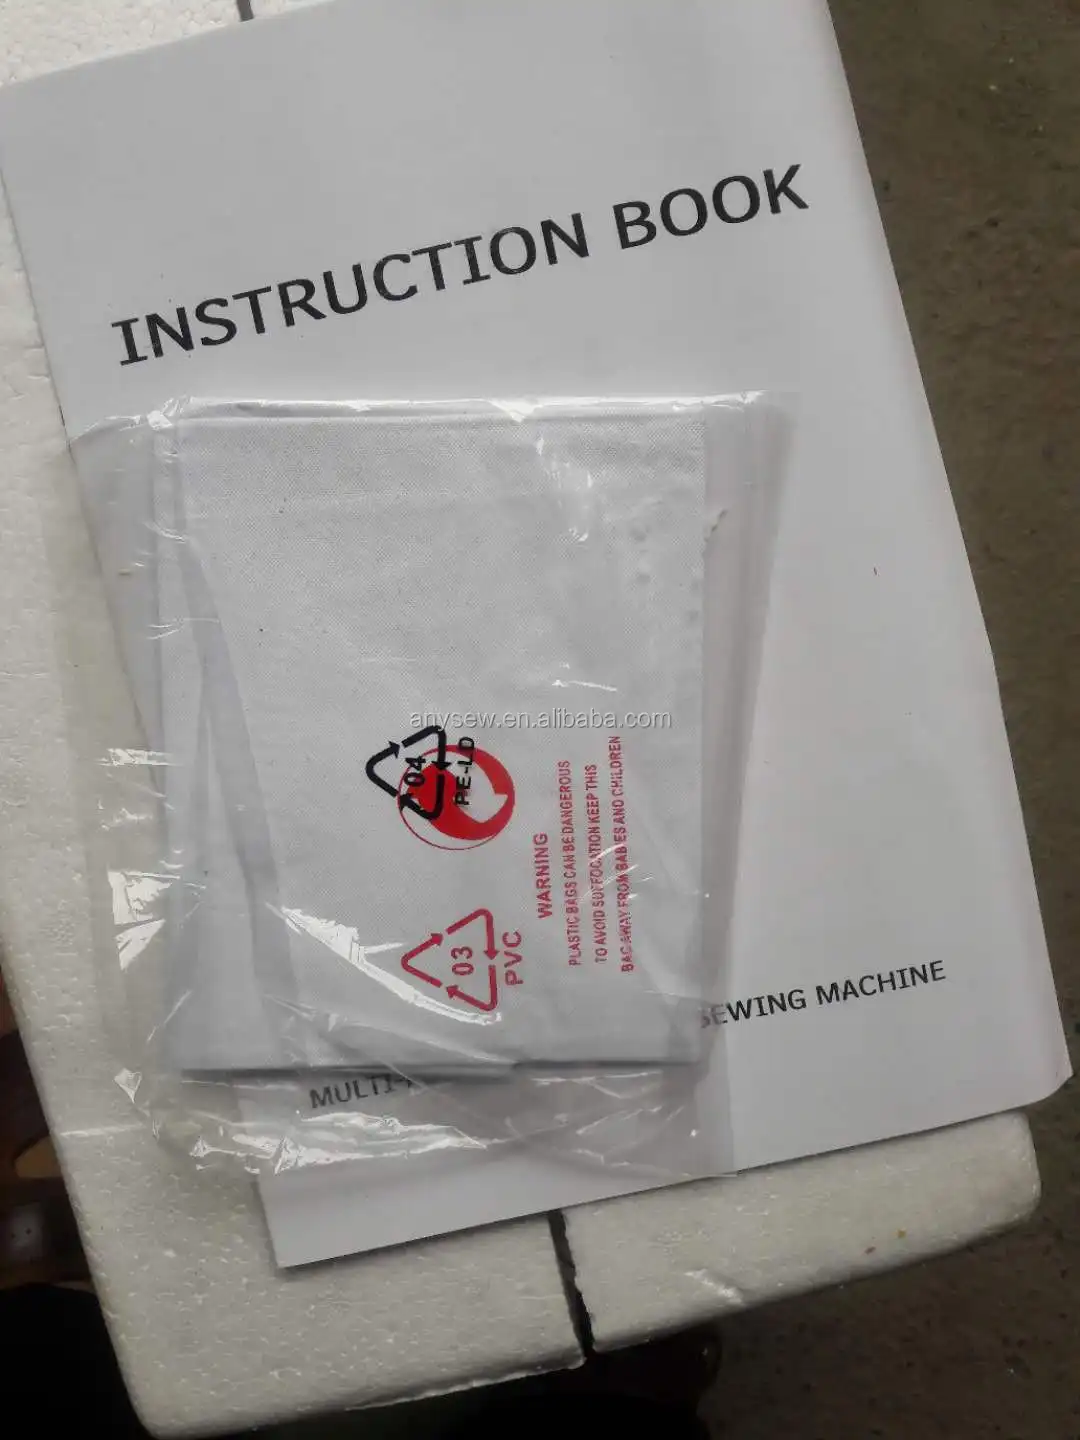 INSTRUCTION BOOK
anysew.en.alibaba.com
04
PE-LD
03
PVC
WARNING
PLASTIC BAGS CAN BE DANGEROUS
TO AVOID SUFFOCATION KEEP THIS
BAG AWAY FROM BABIES AND CHILDREN
MULTI- SEWING MACHINE